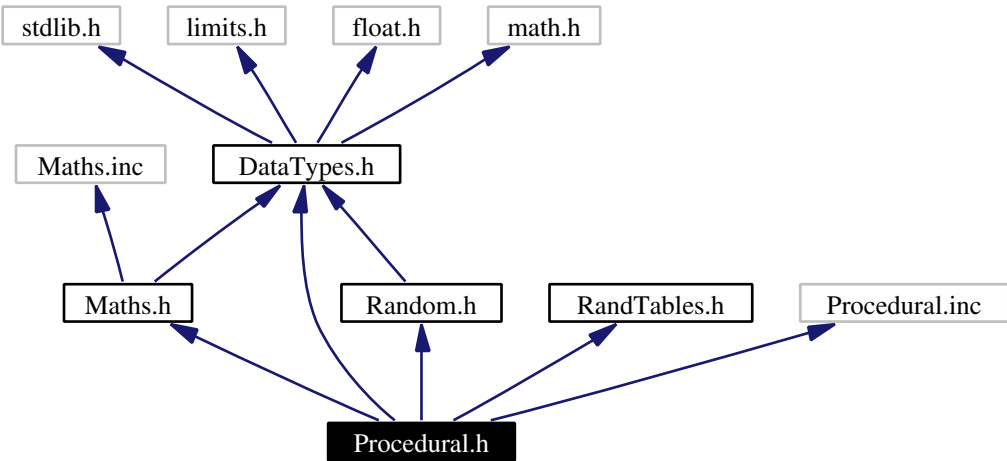 stdlib.h
limits.h
float.h
math.h
Maths.inc
DataTypes.h
Maths.h
Random.h
RandTables.h
Procedural.inc
Procedural.h